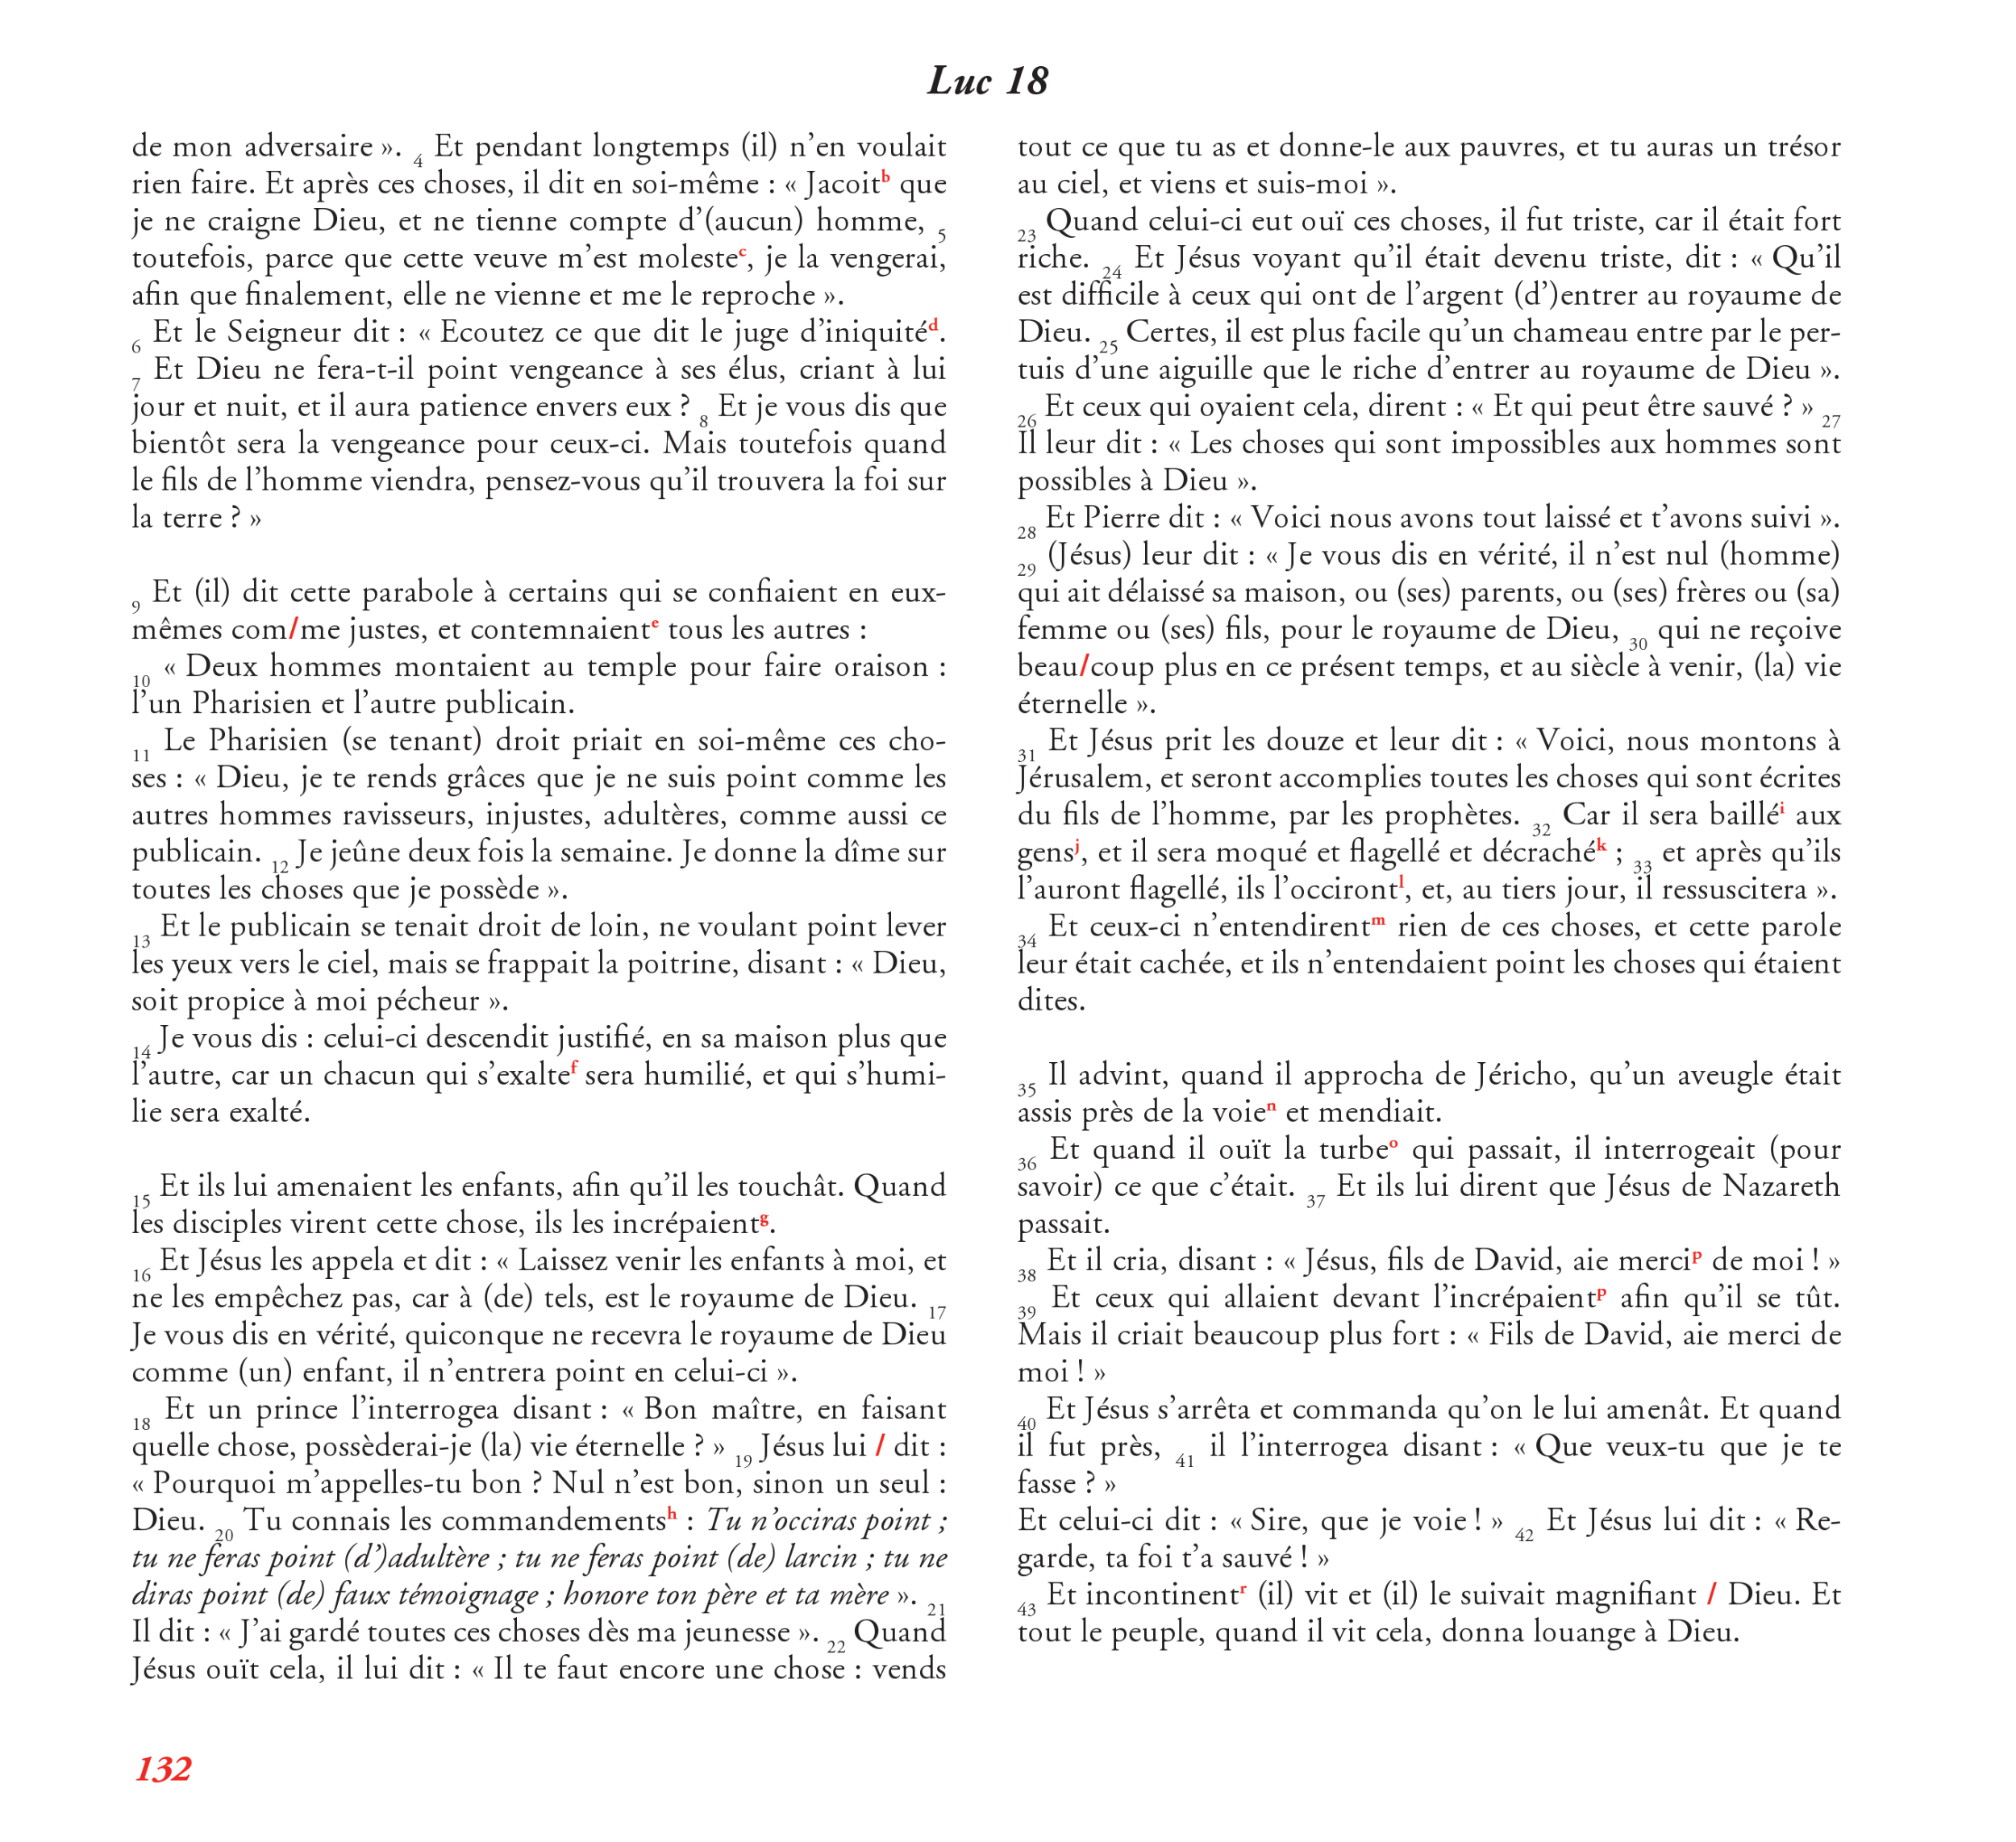 Luc 18
de mon adversaire ». 4 Et pendant longtemps (il) n’en voulait
rien faire. Et après ces choses, il dit en soi-même : « Jacoitb que
je ne craigne Dieu, et ne tienne compte d’(aucun) homme, 5
toutefois, parce que cette veuve m’est molestec, je la vengerai,
afin que finalement, elle ne vienne et me le reproche ».
6 Et le Seigneur dit : « Ecoutez ce que dit le juge d’iniquitéd.
7 Et Dieu ne fera-t-il point vengeance à ses élus, criant à lui
jour et nuit, et il aura patience envers eux ? 8 Et je vous dis que
bientôt sera la vengeance pour ceux-ci. Mais toutefois quand
le fils de l’homme viendra, pensez-vous qu’il trouvera la foi sur
la terre ? »
9 Et (il) dit cette parabole à certains qui se confiaient en eux-
mêmes com/me justes, et contemnaiente tous les autres :
10 « Deux hommes montaient au temple pour faire oraison :
l’un Pharisien et l’autre publicain.
11 Le Pharisien (se tenant) droit priait en soi-même ces cho-
ses : « Dieu, je te rends grâces que je ne suis point comme les
autres hommes ravisseurs, injustes, adultères, comme aussi ce
publicain. 12 Je jeûne deux fois la semaine. Je donne la dîme sur
toutes les choses que je possède ».
13 Et le publicain se tenait droit de loin, ne voulant point lever
les yeux vers le ciel, mais se frappait la poitrine, disant : « Dieu,
soit propice à moi pécheur ».
14 Je vous dis : celui-ci descendit justifié, en sa maison plus que
l’autre, car un chacun qui s’exaltef sera humilié, et qui s’humi-
lie sera exalté.
15 Et ils lui amenaient les enfants, afin qu’il les touchât. Quand
les disciples virent cette chose, ils les increpaientg.
16 Et Jésus les appela et dit : « Laissez venir les enfants à moi, et
ne les empêchez pas, car à (de) tels, est le royaume de Dieu. 17
Je vous dis en vérité, quiconque ne recevra le royaume de Dieu
comme (un) enfant, il n’entrera point en celui-ci ».
18 Et un prince l’interrogea disant : « Bon maître, en faisant
quelle chose, possèderai-je (la) vie éternelle ? » 19 Jésus lui / dit :
« Pourquoi m’appelles-tu bon ? Nul n’est bon, sinon un seul :
Dieu. 20 Tu connais les commandementsh : Tu n’occiras point ;
tu ne feras point (d’)adultère ; tu ne feras point (de) larcin ; tu ne
diras point (de) faux témoignage ; honore ton père et ta mère ». 21
Il dit : « J’ai gardé toutes ces choses dès ma jeunesse ». 22 Quand
Jésus ouït cela, il lui dit : « Il te faut encore une chose : vends
tout ce que tu as et donne-le aux pauvres, et tu auras un trésor
au ciel, et viens et suis-moi ».
23 Quand celui-ci eut ouï ces choses, il fut triste, car il était fort
riche. 24 Et Jésus voyant qu’il était devenu triste, dit : « Qu’il
est difficile à ceux qui ont de l’argent (d’)entrer au royaume de
Dieu. 25 Certes, il est plus facile qu’un chameau entre par le per-
tuis d’une aiguille que le riche d’entrer au royaume de Dieu ».
26 Et ceux qui oyaient cela, dirent : « Et qui peut être sauvé ? » 27
Il leur dit : « Les choses qui sont impossibles aux hommes sont
possibles à Dieu ».
28 Et Pierre dit : « Voici nous avons tout laissé et t’avons suivi ».
29 (Jésus) leur dit : « Je vous dis en vérité, il n’est nul (homme)
qui ait délaissé sa maison, ou (ses) parents, ou (ses) frères ou (sa)
femme ou (ses) fils, pour le royaume de Dieu, 30 qui ne reçoive
beau/coup plus en ce présent temps, et au siècle à venir, (la) vie
éternelle ».
31 Et Jésus prit les douze et leur dit : « Voici, nous montons à
Jérusalem, et seront accomplies toutes les choses qui sont écrites
du fils de l’homme, par les prophètes. 32 Car il sera bailléi aux
gensj, et il sera moqué et flagellé et décrachék ; 33 et après qu’ils
l’auront flagellé, ils l’occirontl, et, au tiers jour, il ressuscitera ».
34 Et ceux-ci n’entendirentm rien de ces choses, et cette parole
leur était cachée, et ils n’entendaient point les choses qui étaient
dites.
35 Il advint, quand il approcha de Jéricho, qu’un aveugle était
assis près de la voien et mendiait.
36 Et quand il ouït la turbeo qui passait, il interrogeait (pour
savoir) ce que c’était. 37 Et ils lui dirent que Jésus de Nazareth
passait.
38 Et il cria, disant : « Jésus, fils de David, aie mercip de moi ! »
39 Et ceux qui allaient devant l’incrépaientp afin qu’il se tût.
Mais il criait beaucoup plus fort : « Fils de David, aie merci de
moi ! »
40 Et Jésus s’arrêta et commanda qu’on le lui amenât. Et quand
il fut près, 41 il l’interrogea disant : « Que veux-tu que je te
fasse ? »
Et celui-ci dit : « Sire, que je voie ! » 42 Et Jésus lui dit : « Re-
garde, ta foi t’a sauvé ! »
43 Et incontinentr (il) vit et (il) le suivait magnifiant / Dieu. Et
tout le peuple, quand il vit cela, donna louange à Dieu.
132